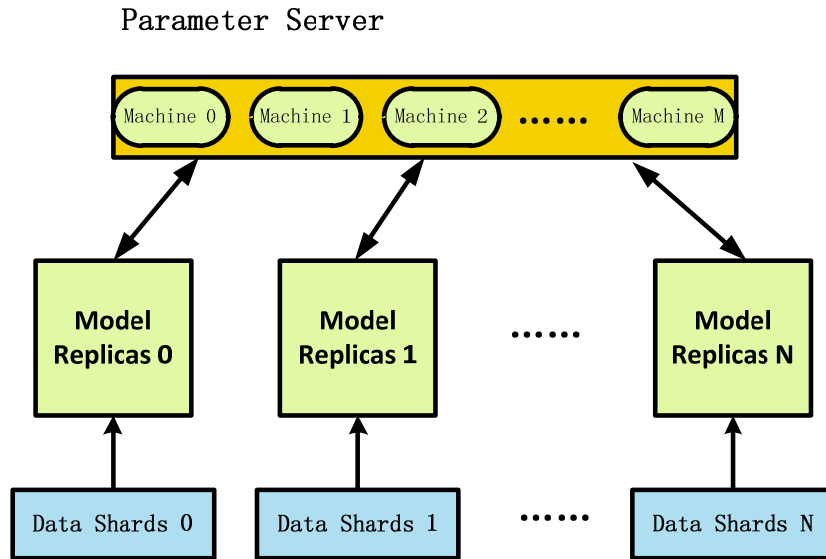 Parameter Server
Machine 0 Machine 1 Machine 2 ...... Machine M
Model Replicas 0
Model Replicas 1
......
Model Replicas N
Data Shards 0 Data Shards 1 ...... Data Shards N